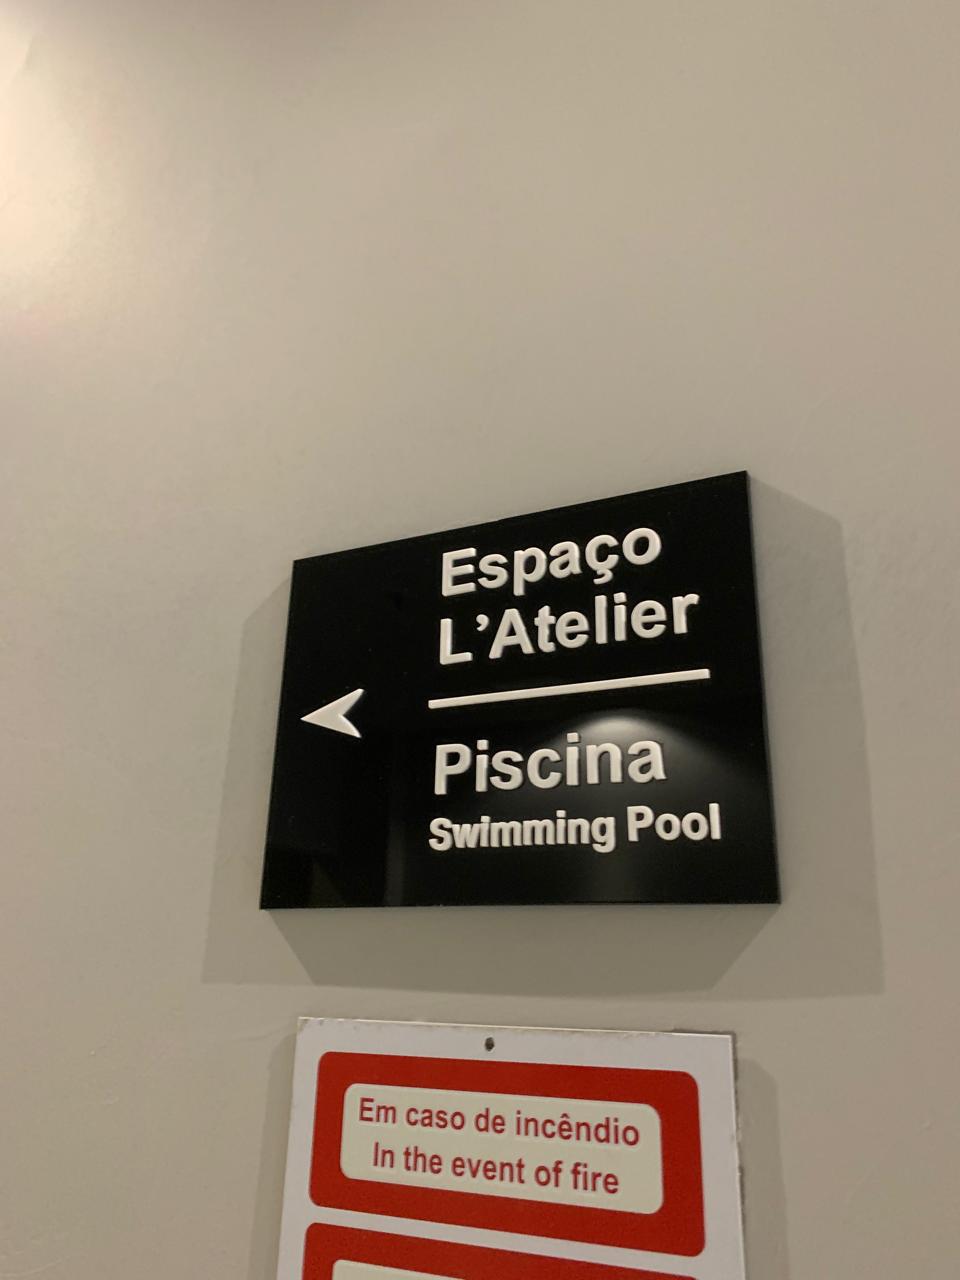 Espaço
L'Atelier
Piscina
Swimming Pool
Em caso de incêndio
In the event of fire